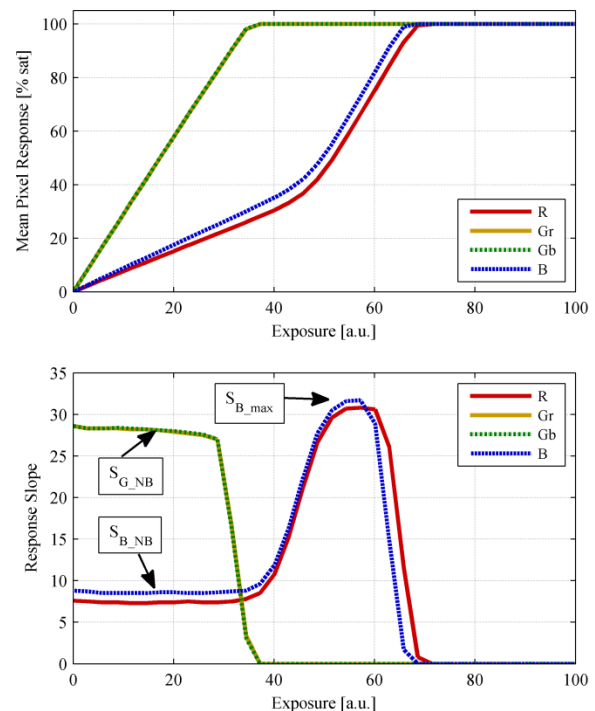 Mean Pixel Response [% sat]
100
80
60
40
20
0
R
Gr
Gb
B
0 20 40 60 80 100
Exposure [a.u.]
Response Slope
35
30
25
20
15
10
5
0
S_B_max
S_G_NB
S_B_NB
R
Gr
Gb
B
0 20 40 60 80 100
Exposure [a.u.]